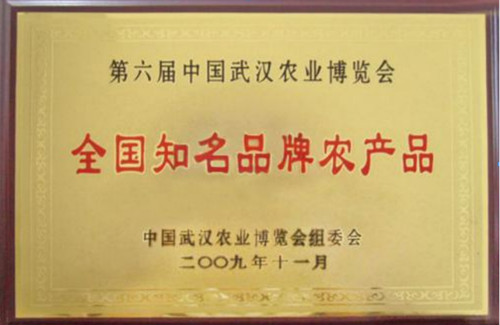 第六届中国武汉农业博览会
全国知名品牌农产品
中国武汉农业博览会组委会
二〇〇九年十一月